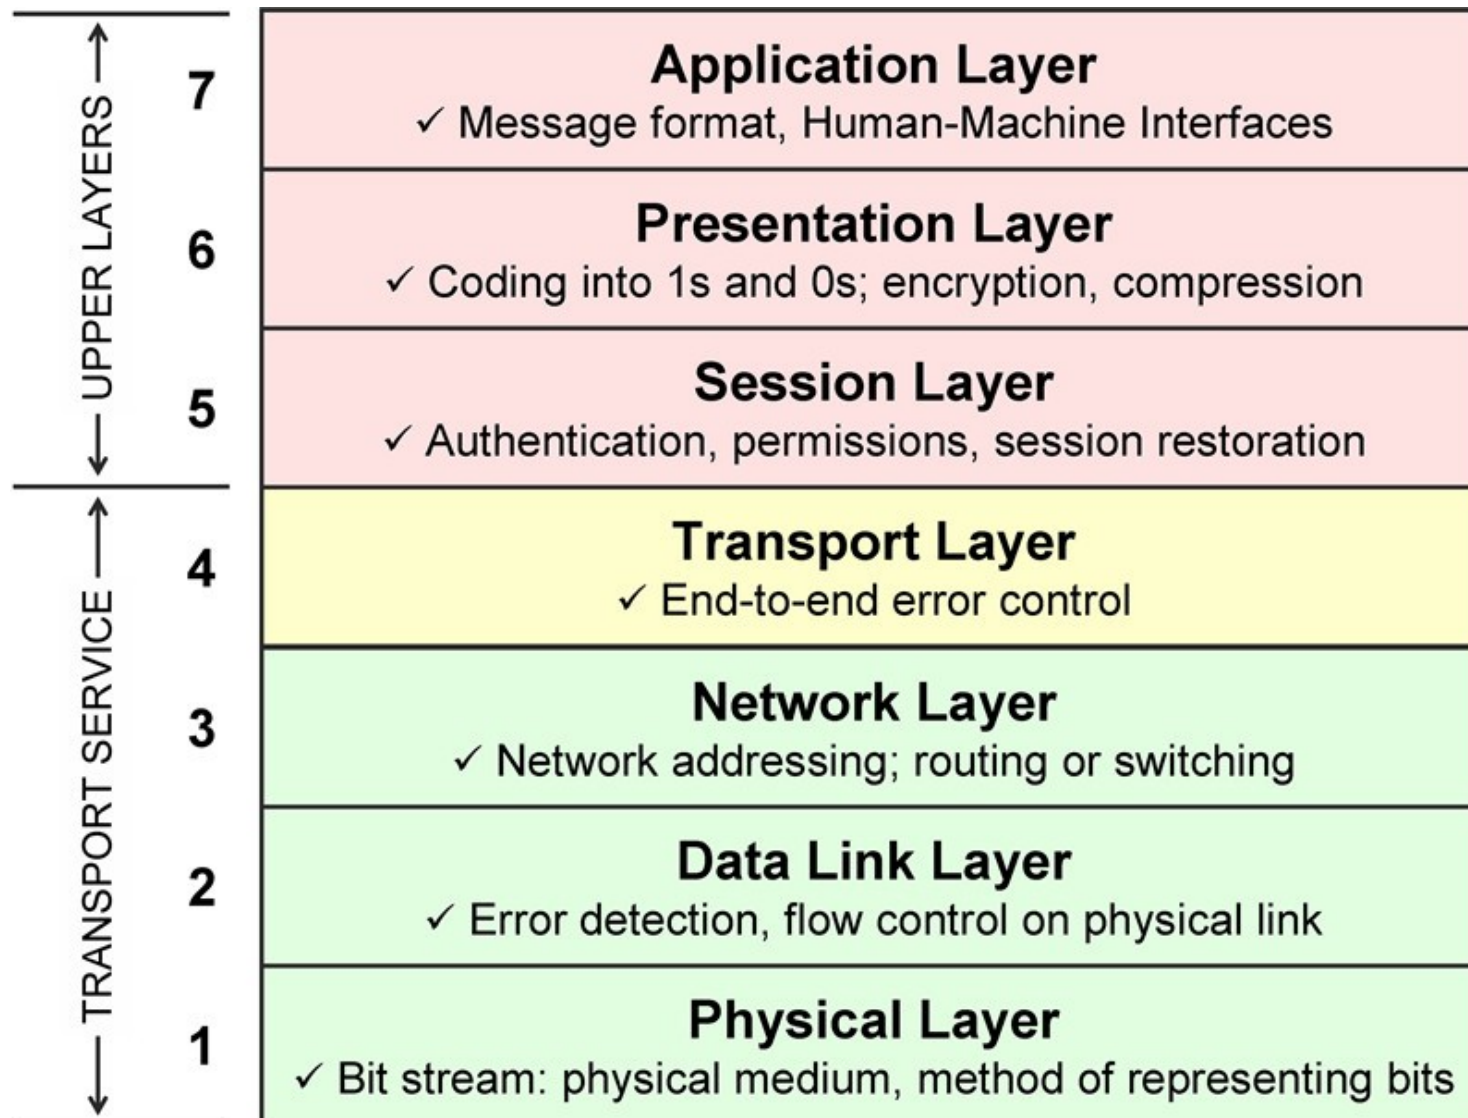 UPPER LAYERS
7
Application Layer
✓ Message format, Human-Machine Interfaces
6
Presentation Layer
✓ Coding into 1s and 0s; encryption, compression
5
Session Layer
✓ Authentication, permissions, session restoration
TRANSPORT SERVICE
4
Transport Layer
✓ End-to-end error control
3
Network Layer
✓ Network addressing; routing or switching
2
Data Link Layer
✓ Error detection, flow control on physical link
1
Physical Layer
✓ Bit stream: physical medium, method of representing bits